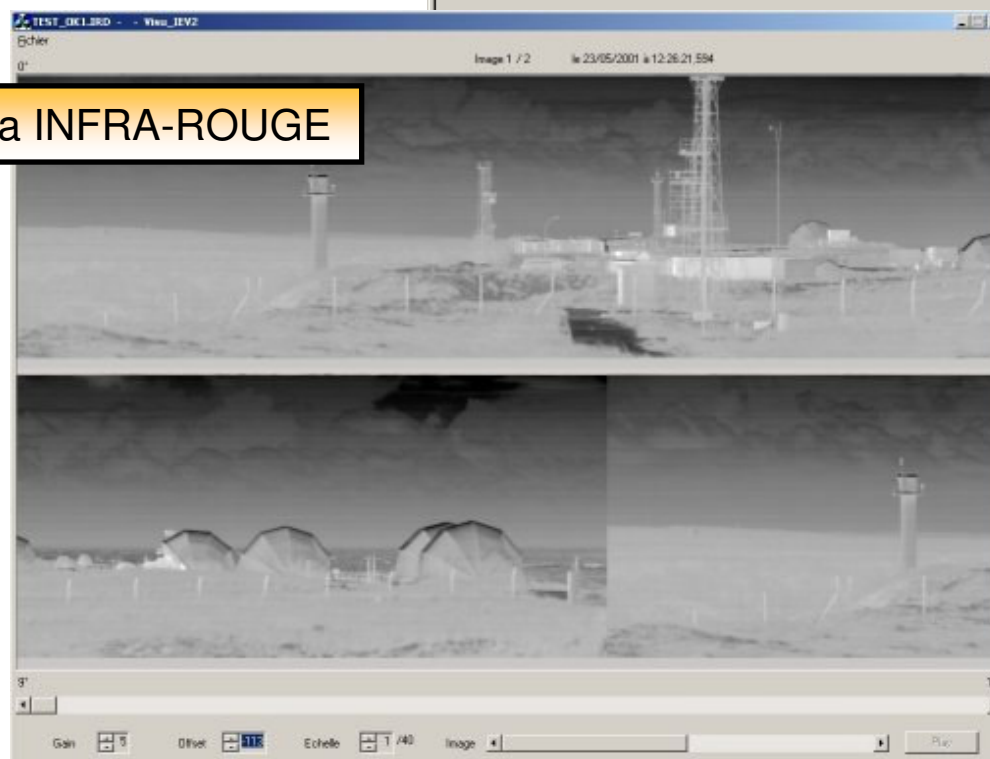 TEST_OK1.IRD - - Visu_IEV2
Fichier
Image 1 / 2 le 23/05/2001 à 12:26:21,594
0°
a INFRA-ROUGE
Gain 5 Offset -113 Echelle 1 /40 Image